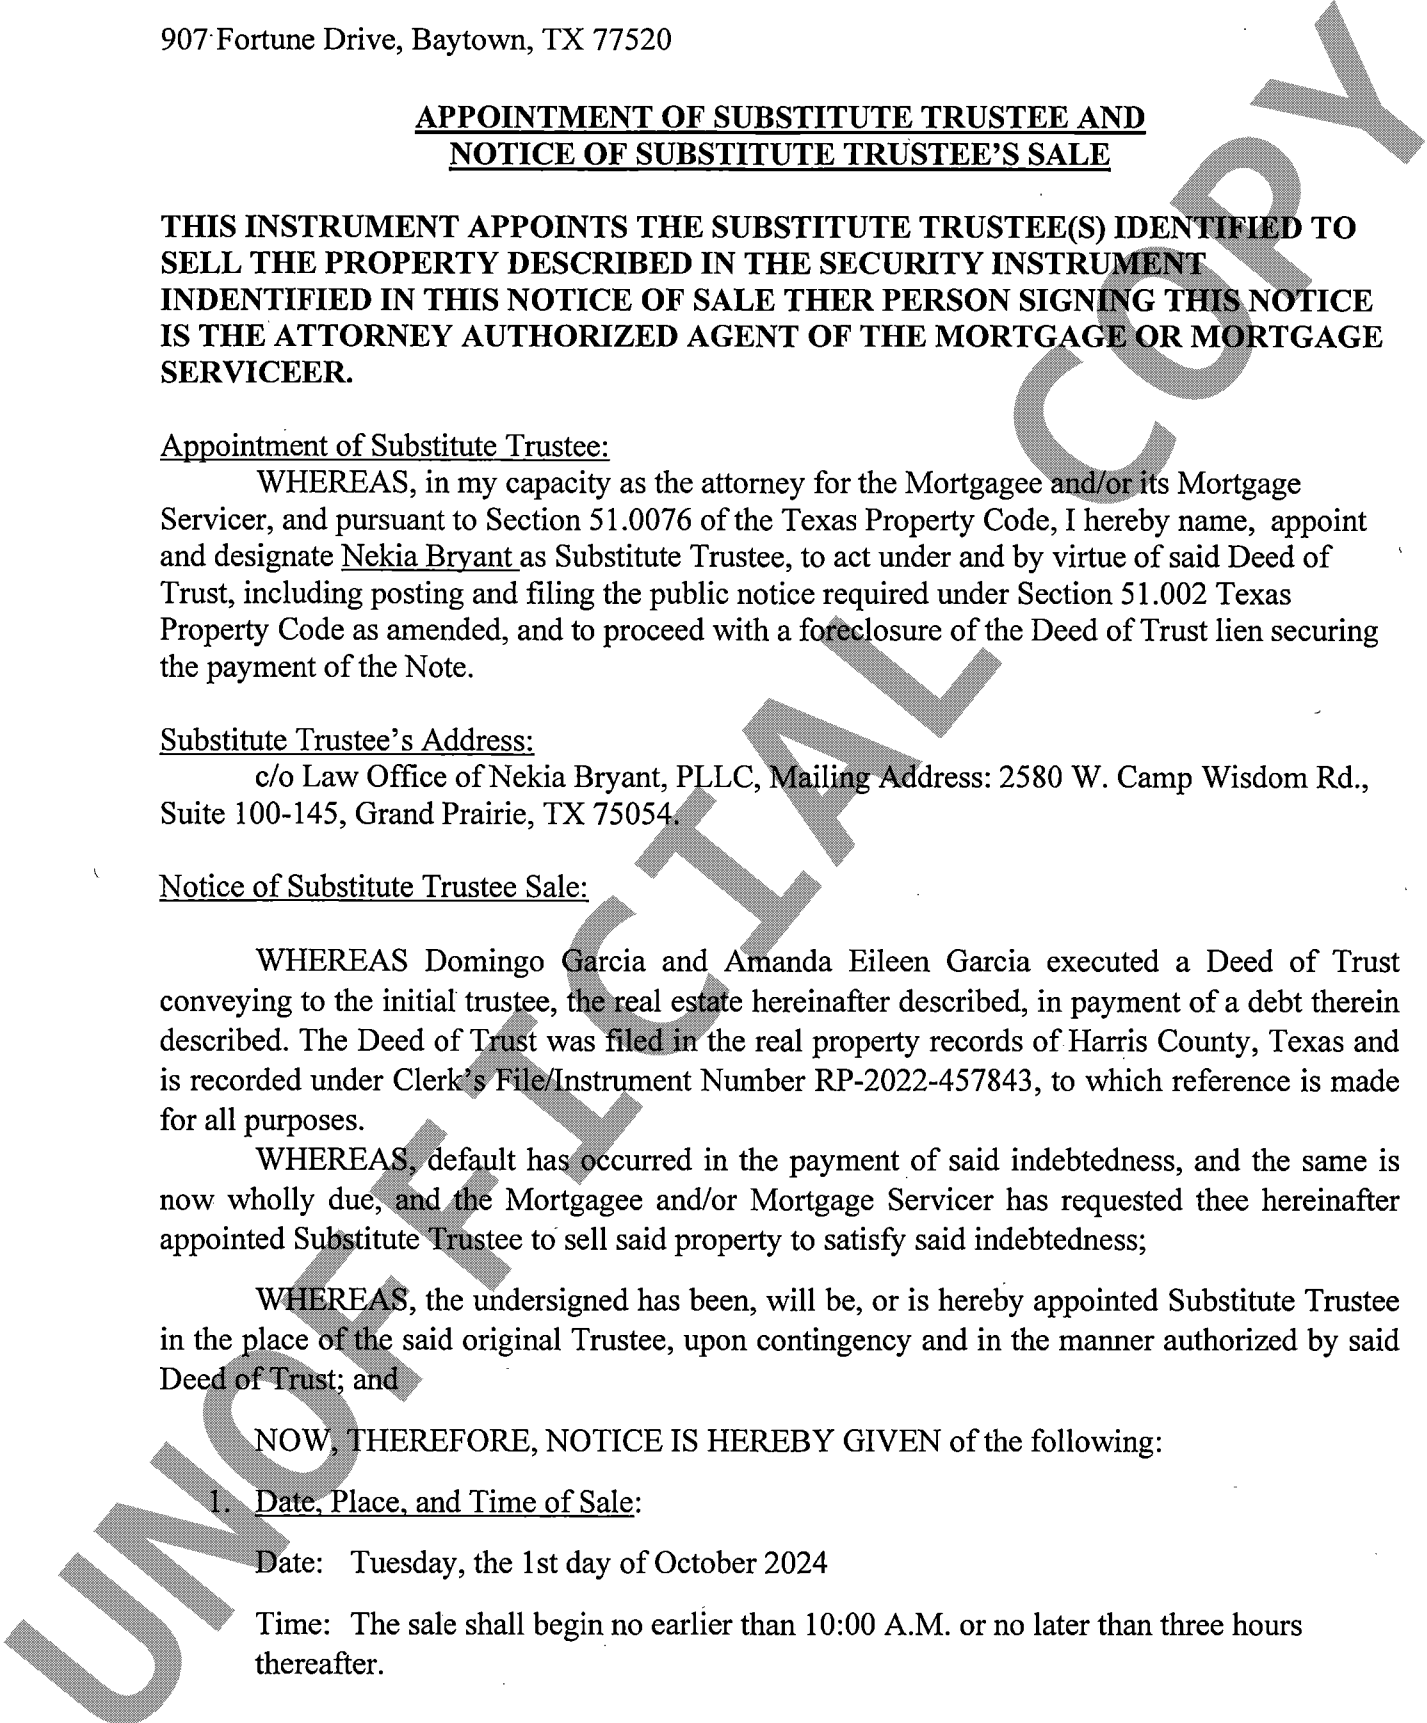 907 Fortune Drive, Baytown, TX 77520
APPOINTMENT OF SUBSTITUTE TRUSTEE AND
NOTICE OF SUBSTITUTE TRUSTEE'S SALE
THIS INSTRUMENT APPOINTS THE SUBSTITUTE TRUSTEE(S) IDENTIFIED TO
SELL THE PROPERTY DESCRIBED IN THE SECURITY INSTRUMENT
INDENTIFIED IN THIS NOTICE OF SALE THER PERSON SIGNING THIS NOTICE
IS THE ATTORNEY AUTHORIZED AGENT OF THE MORTGAGE OR MORTGAGE
SERVICEER.
Appointment of Substitute Trustee:
WHEREAS, in my capacity as the attorney for the Mortgagee and/or its Mortgage
Servicer, and pursuant to Section 51.0076 of the Texas Property Code, I hereby name, appoint
and designate Nekia Bryant as Substitute Trustee, to act under and by virtue of said Deed of
Trust, including posting and filing the public notice required under Section 51.002 Texas
Property Code as amended, and to proceed with a foreclosure of the Deed of Trust lien securing
the payment of the Note.
Substitute Trustee's Address:
c/o Law Office of Nekia Bryant, PLLC, Mailing Address: 2580 W. Camp Wisdom Rd.,
Suite 100-145, Grand Prairie, TX 75054.
Notice of Substitute Trustee Sale:
WHEREAS Domingo Garcia and Amanda Eileen Garcia executed a Deed of Trust
conveying to the initial trustee, the real estate hereinafter described, in payment of a debt therein
described. The Deed of Trust was filed in the real property records of Harris County, Texas and
is recorded under Clerk's File/Instrument Number RP-2022-457843, to which reference is made
for all purposes.
WHEREAS, default has occurred in the payment of said indebtedness, and the same is
now wholly due, and the Mortgagee and/or Mortgage Servicer has requested thee hereinafter
appointed Substitute Trustee to sell said property to satisfy said indebtedness;
WHEREAS, the undersigned has been, will be, or is hereby appointed Substitute Trustee
in the place of the said original Trustee, upon contingency and in the manner authorized by said
Deed of Trust; and
NOW, THEREFORE, NOTICE IS HEREBY GIVEN of the following:
1. Date, Place, and Time of Sale:
Date: Tuesday, the 1st day of October 2024
Time: The sale shall begin no earlier than 10:00 A.M. or no later than three hours
thereafter.
UNOFFICIAL COPY